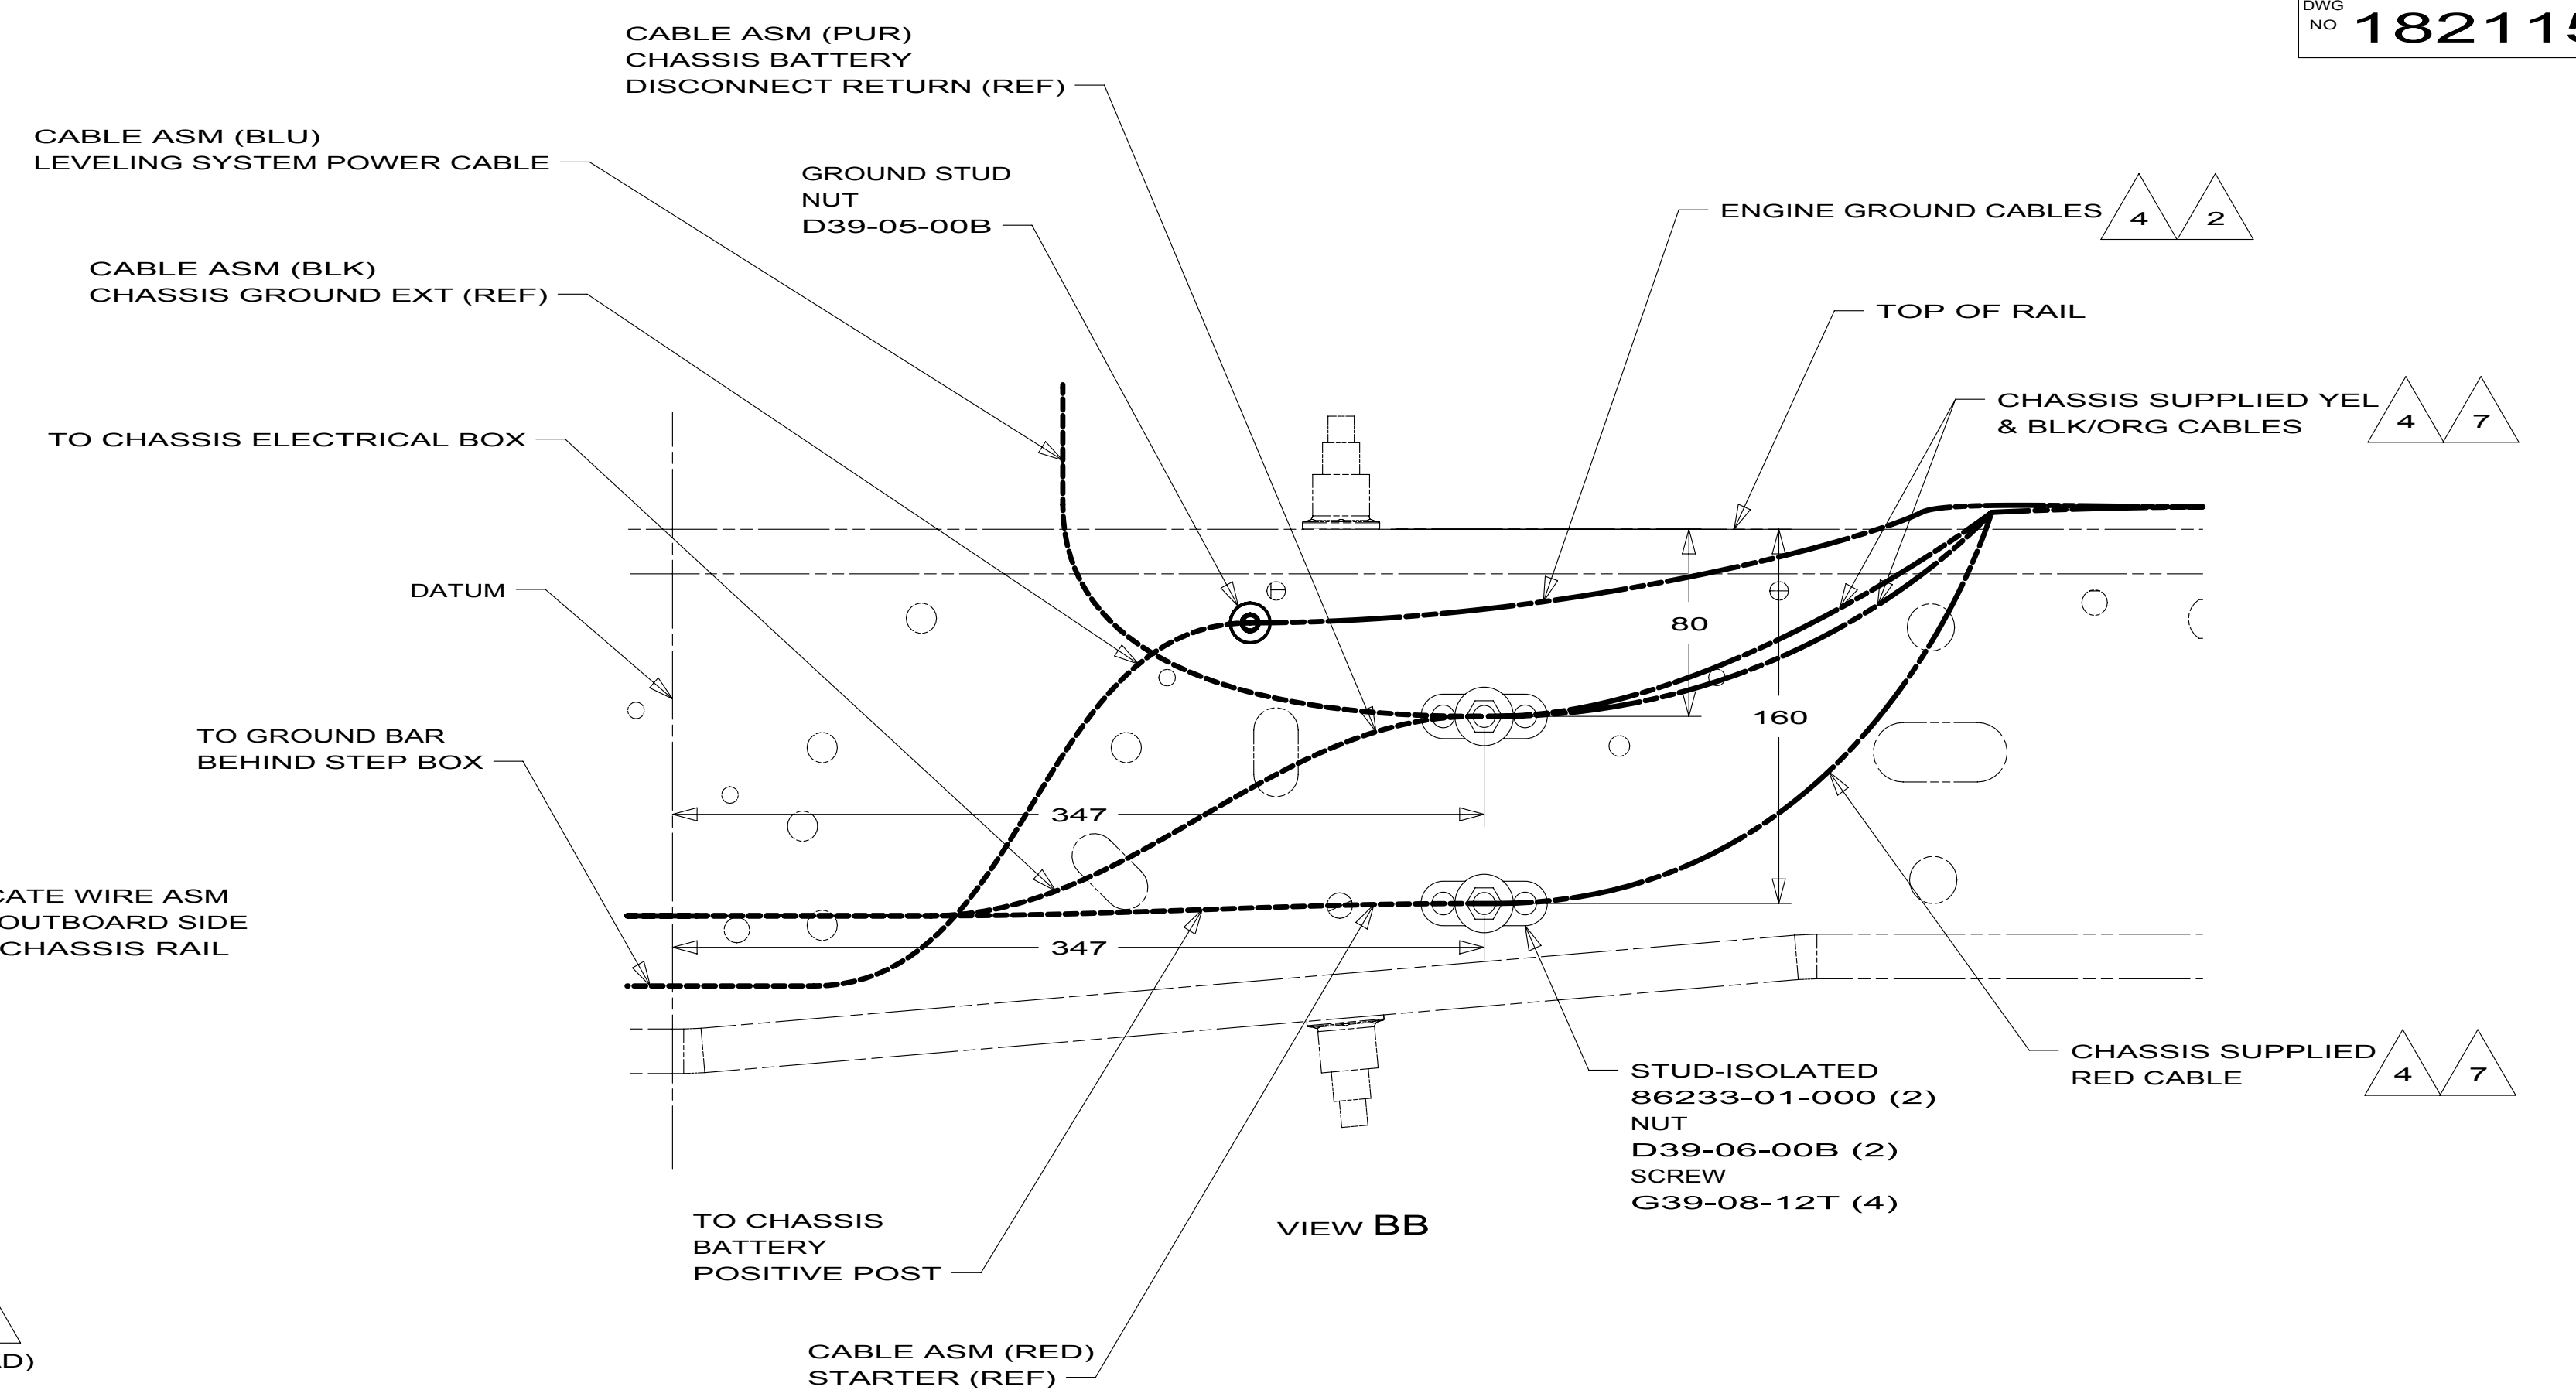 DWG
NO 182115
CABLE ASM (PUR)
CHASSIS BATTERY
DISCONNECT RETURN (REF)
CABLE ASM (BLU)
LEVELING SYSTEM POWER CABLE
GROUND STUD
NUT
D39-05-00B
ENGINE GROUND CABLES 4 2
CABLE ASM (BLK)
CHASSIS GROUND EXT (REF)
TOP OF RAIL
CHASSIS SUPPLIED YEL
& BLK/ORG CABLES
4 7
TO CHASSIS ELECTRICAL BOX
DATUM
80
160
TO GROUND BAR
BEHIND STEP BOX
347
CATE WIRE ASM
OUTBOARD SIDE
CHASSIS RAIL
347
CHASSIS SUPPLIED
RED CABLE
4 7
STUD-ISOLATED
86233-01-000 (2)
NUT
D39-06-00B (2)
SCREW
G39-08-12T (4)
TO CHASSIS
BATTERY
POSITIVE POST
VIEW BB
CABLE ASM (RED)
STARTER (REF)
D)